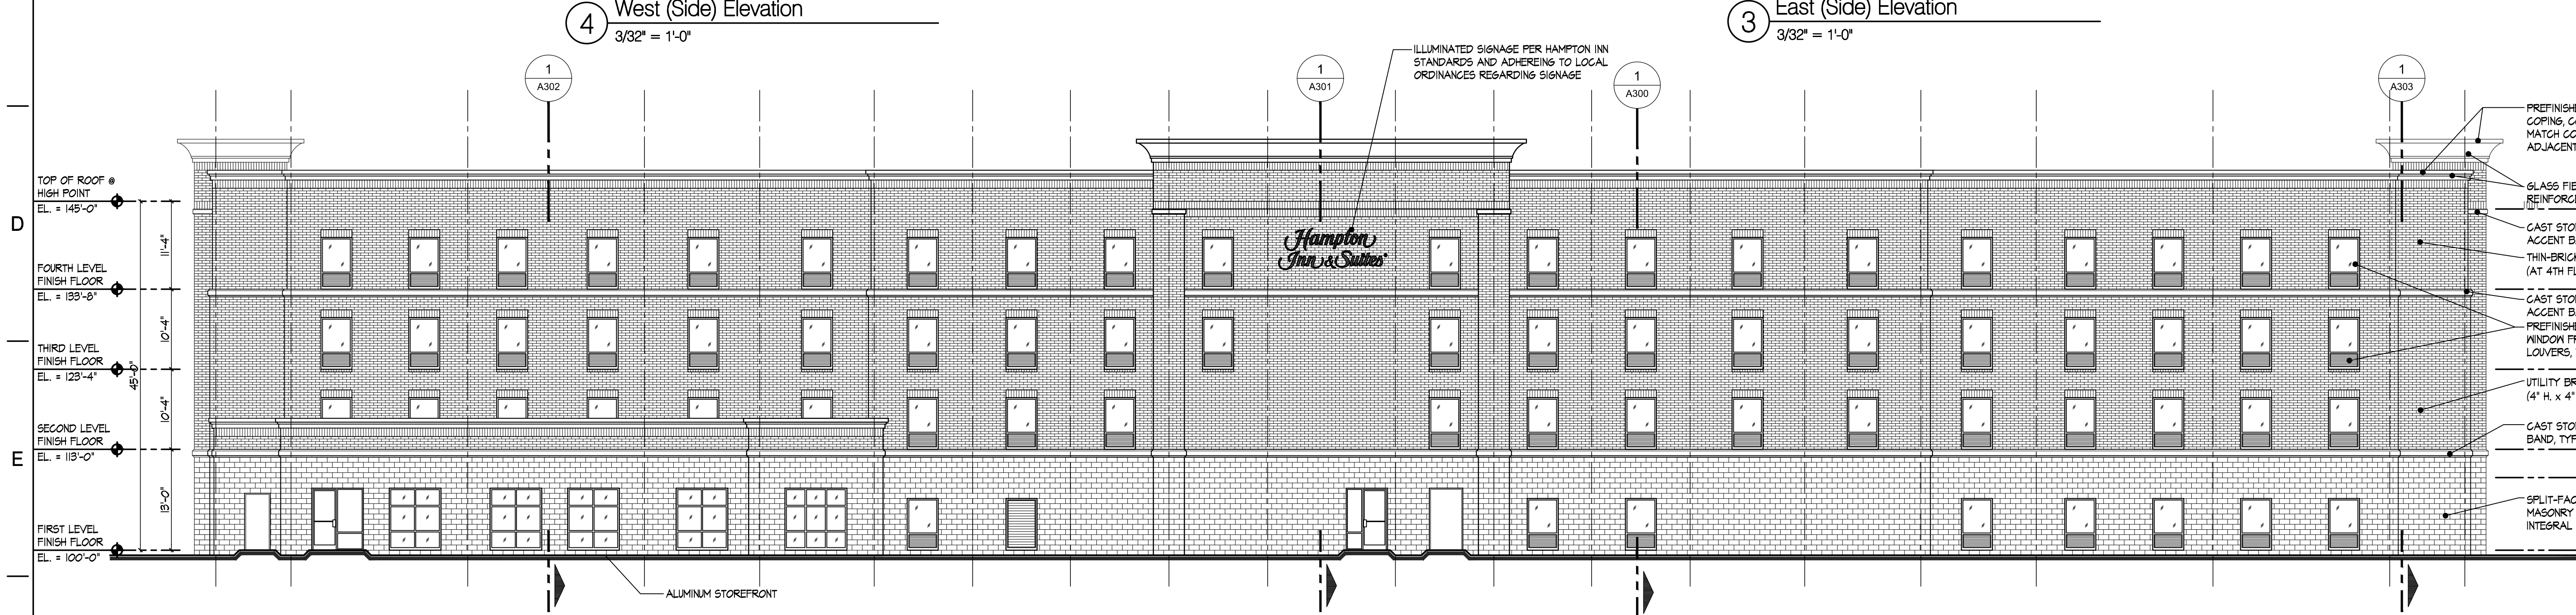 4
West (Side) Elevation
3/32" = 1'-0"
3
East (Side) Elevation
3/32" = 1'-0"
1
A302
1
A301
1
A300
1
A303
ILLUMINATED SIGNAGE PER HAMPTON INN
STANDARDS AND ADHEREING TO LOCAL
ORDINANCES REGARDING SIGNAGE
D
E
TOP OF ROOF @
HIGH POINT
EL. = 145'-0"
FOURTH LEVEL
FINISH FLOOR
EL. = 133'-8"
THIRD LEVEL
FINISH FLOOR
EL. = 123'-4"
SECOND LEVEL
FINISH FLOOR
EL. = 113'-0"
FIRST LEVEL
FINISH FLOOR
EL. = 100'-0"
11'-4"
10'-4"
45'-0"
10'-4"
13'-0"
Hampton
Inn & Suites®
ALUMINUM STOREFRONT
PREFINISHE
COPING, C
MATCH CO
ADJACENT
GLASS FIE
REINFORCE
CAST STO
ACCENT B
THIN-BRICK
(AT 4TH FL
CAST STO
ACCENT B
PREFINISHE
WINDOW FR
LOUVERS,
UTILITY BR
(4" H. x 4"
CAST STO
BAND, TYP
SPLIT-FAC
MASONRY
INTEGRAL